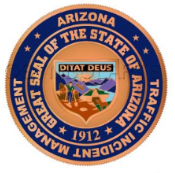 ARIZONA
TRAFFIC INCIDENT MANAGEMENT
GREAT SEAL OF THE STATE OF ARIZONA
DITAT DEUS
1912